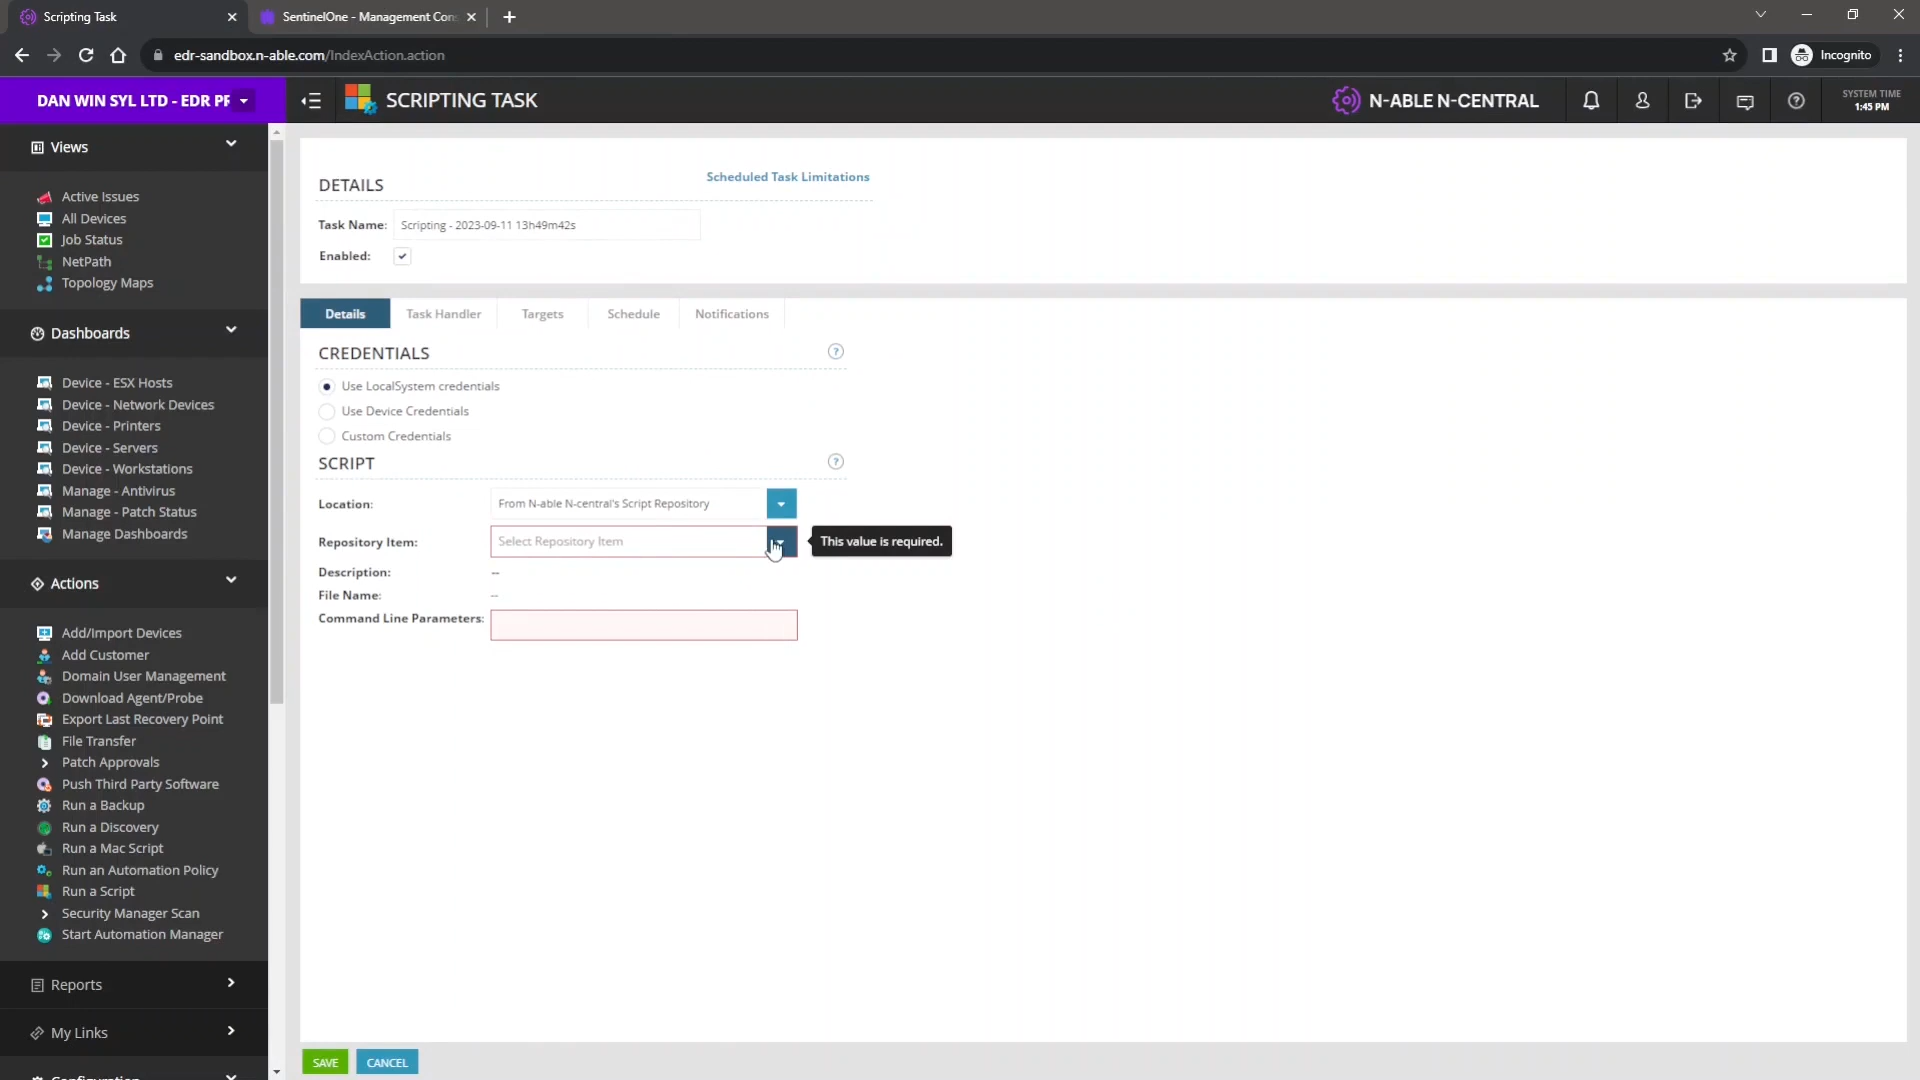 Scripting Task
SentinelOne - Management Con
edr-sandbox.n-able.com/IndexAction.action
Incognito
DAN WIN SYL LTD - EDR PF
SCRIPTING TASK
N-ABLE N-CENTRAL
SYSTEM TIME
1:45 PM
Views
Active Issues
All Devices
Job Status
NetPath
Topology Maps
Dashboards
Device - ESX Hosts
Device - Network Devices
Device - Printers
Device - Servers
Device - Workstations
Manage - Antivirus
Manage - Patch Status
Manage Dashboards
Actions
Add/Import Devices
Add Customer
Domain User Management
Download Agent/Probe
Export Last Recovery Point
File Transfer
Patch Approvals
Push Third Party Software
Run a Backup
Run a Discovery
Run a Mac Script
Run an Automation Policy
Run a Script
Security Manager Scan
Start Automation Manager
Reports
My Links
Configuration
DETAILS
Scheduled Task Limitations
Task Name: Scripting - 2023-09-11 13h49m42s
Enabled:
Details Task Handler Targets Schedule Notifications
CREDENTIALS
Use LocalSystem credentials
Use Device Credentials
Custom Credentials
SCRIPT
Location: From N-able N-central's Script Repository
Repository Item: Select Repository Item This value is required.
Description: --
File Name: --
Command Line Parameters:
SAVE CANCEL